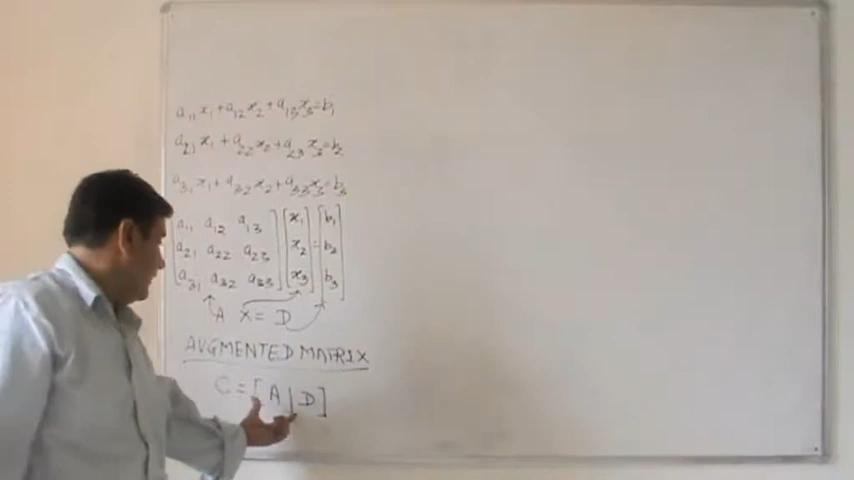 a₁₁x₁+a₁₂x₂+a₁₃x₃=b₁
a₂₁x₁+a₂₂x₂+a₂₃x₃=b₂
a₃₁x₁+a₃₂x₂+a₃₃x₃=b₃
[a₁₁ a₁₂ a₁₃] [x₁] [b₁]
[a₂₁ a₂₂ a₂₃] [x₂] = [b₂]
[a₃₁ a₃₂ a₃₃] [x₃] [b₃]
A X = D
AUGMENTED MATRIX
C = [A | D]